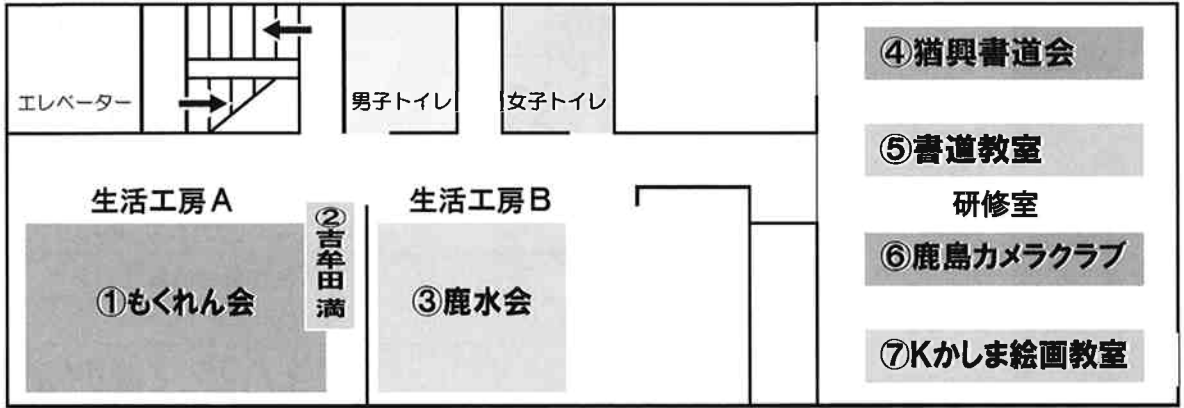 エレベーター
男子トイレ
女子トイレ
④猶興書道会
⑤書道教室
研修室
⑥鹿島カメラクラブ
⑦Kかしま絵画教室
生活工房A
①もくれん会
②吉牟田 満
生活工房B
③鹿水会